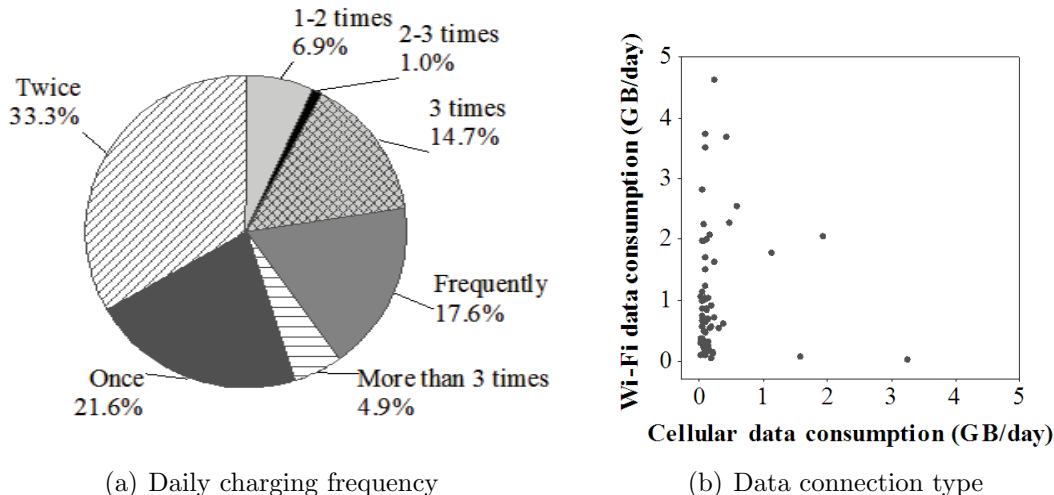 1-2 times
6.9%
2-3 times
1.0%
3 times
14.7%
Frequently
17.6%
More than 3 times
4.9%
Once
21.6%
Twice
33.3%
(a) Daily charging frequency
Wi-Fi data consumption (GB/day)
5
4
3
2
1
0
0 1 2 3 4 5
Cellular data consumption (GB/day)
(b) Data connection type